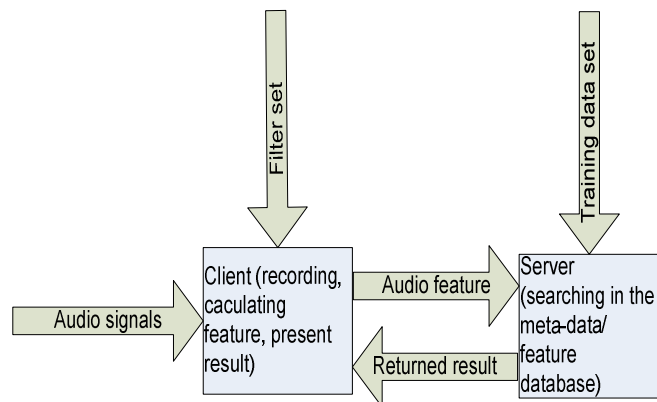 Filter set
Training data set
Audio signals
Client (recording,
caculating
feature, present
result)
Audio feature
Returned result
Server
(searching in the
meta-data/
feature
database)